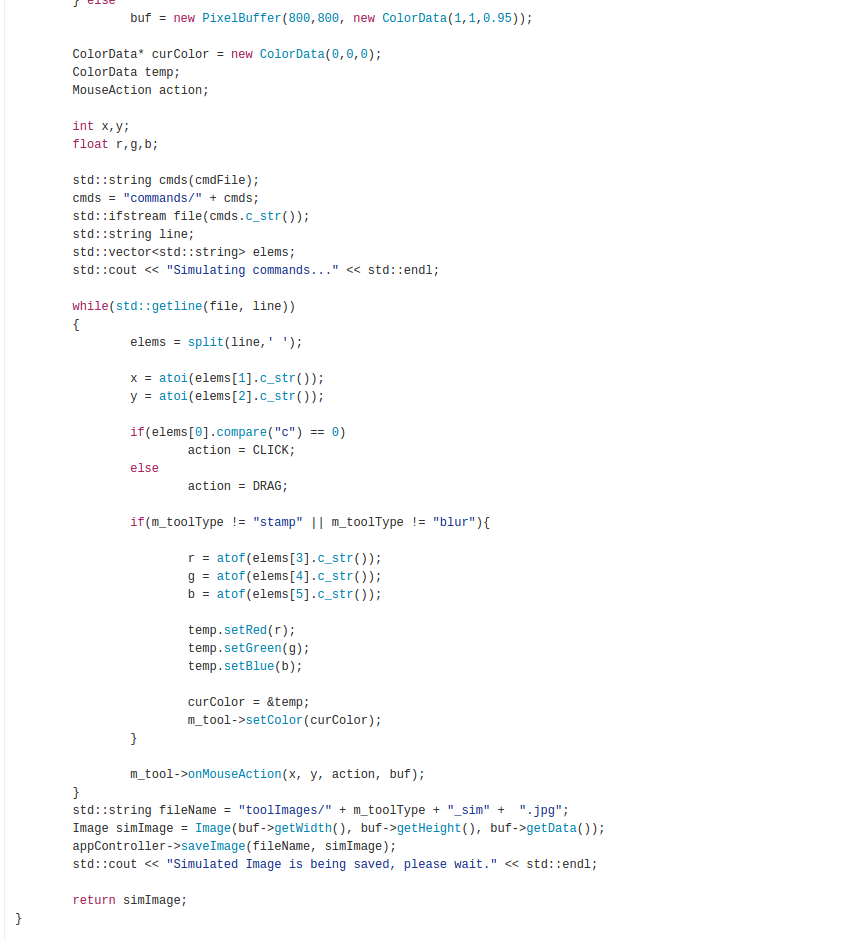 } else
buf = new PixelBuffer(800,800, new ColorData(1,1,0.95));
ColorData* curColor = new ColorData(0,0,0);
ColorData temp;
MouseAction action;
int x,y;
float r,g,b;
std::string cmds(cmdFile);
cmds = "commands/" + cmds;
std::ifstream file(cmds.c_str());
std::string line;
std::vector<std::string> elems;
std::cout << "Simulating commands..." << std::endl;
while(std::getline(file, line))
{
elems = split(line,' ');
x = atoi(elems[1].c_str());
y = atoi(elems[2].c_str());
if(elems[0].compare("c") == 0)
action = CLICK;
else
action = DRAG;
if(m_toolType != "stamp" || m_toolType != "blur"){
r = atof(elems[3].c_str());
g = atof(elems[4].c_str());
b = atof(elems[5].c_str());
temp.setRed(r);
temp.setGreen(g);
temp.setBlue(b);
curColor = &temp;
m_tool->setColor(curColor);
}
m_tool->onMouseAction(x, y, action, buf);
}
std::string fileName = "toolImages/" + m_toolType + "_sim" +  ".jpg";
Image simImage = Image(buf->getWidth(), buf->getHeight(), buf->getData());
appController->saveImage(fileName, simImage);
std::cout << "Simulated Image is being saved, please wait." << std::endl;
return simImage;
}